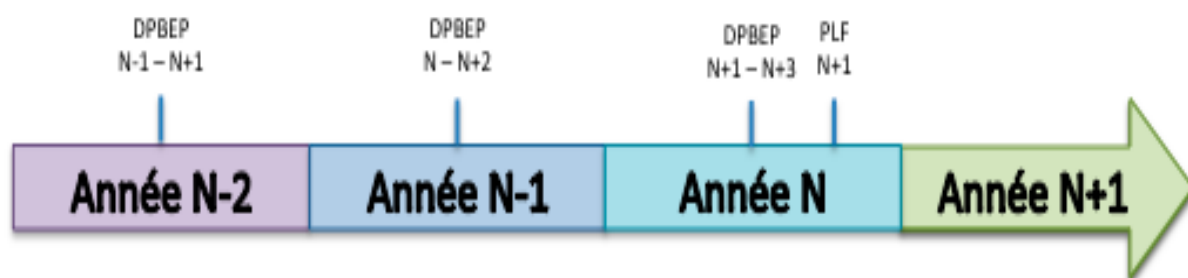 DPBEP
N-1 – N+1
DPBEP
N – N+2
DPBEP
N+1 – N+3
PLF
N+1
Année N-2
Année N-1
Année N
Année N+1